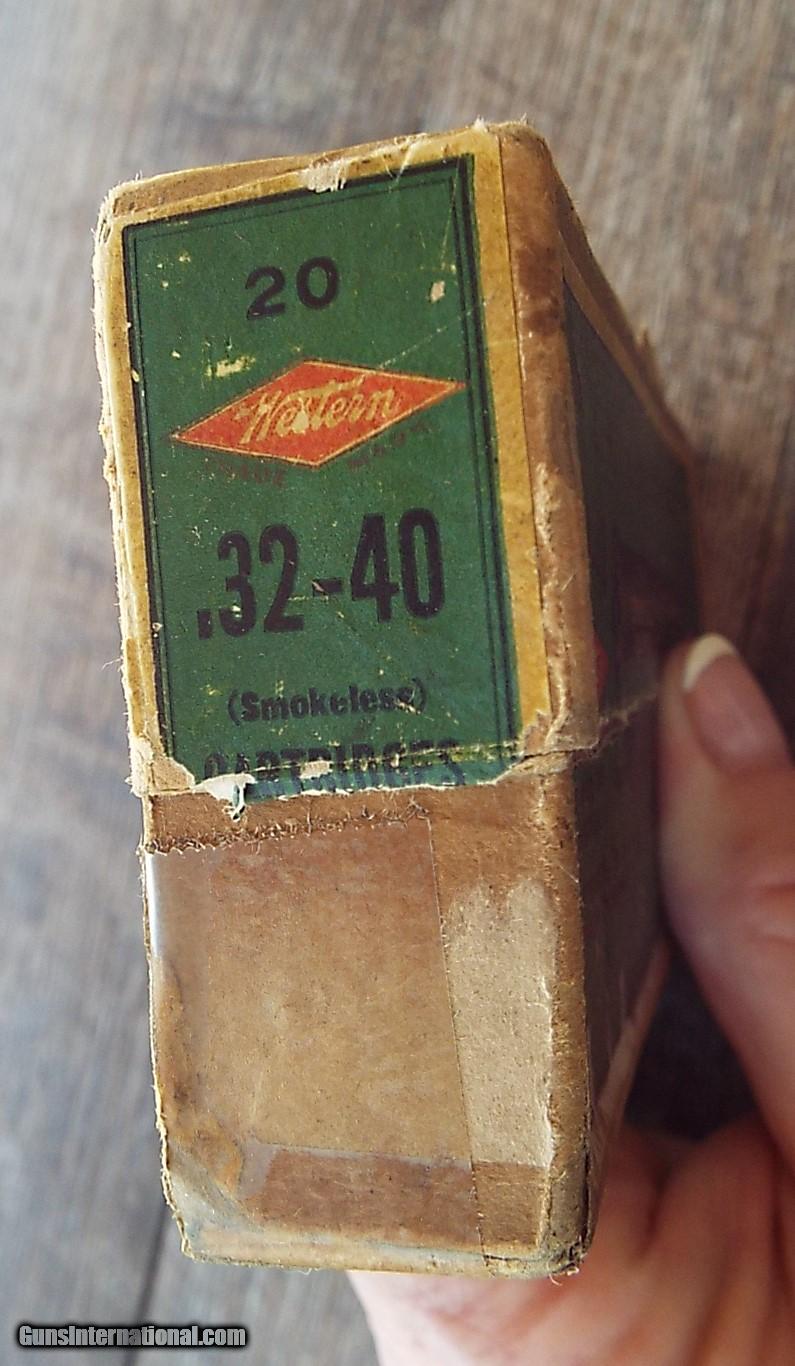 20
Western
TRADE MARK
.32-40
(Smokeless)
CARTRIDGES
GunsInternational.com